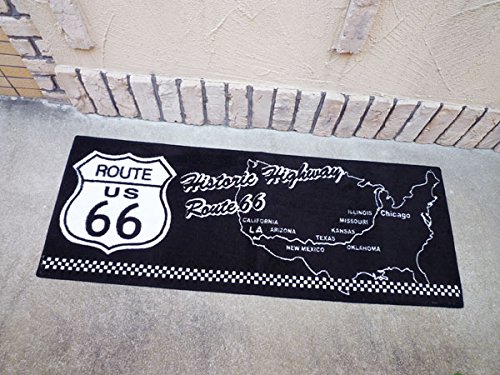 ROUTE
US
66
Historic Highway
Route 66
ILLINOIS Chicago
CALIFORNIA MISSOURI
LA ARIZONA KANSAS
TEXAS
NEW MEXICO OKLAHOMA